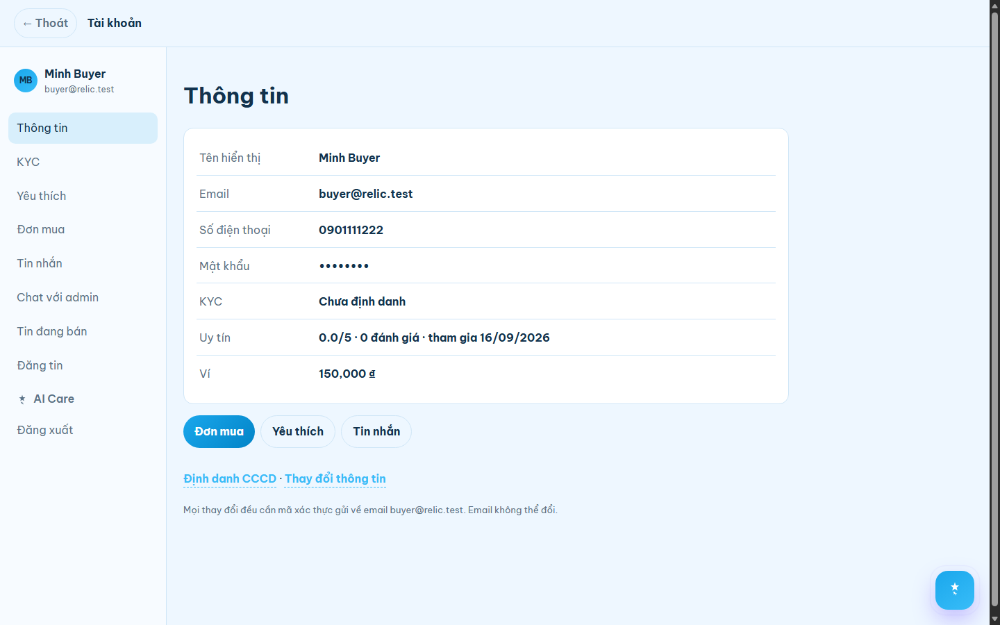 ← Thoát Tài khoản
MB
Minh Buyer
buyer@relic.test
Thông tin
KYC
Yêu thích
Đơn mua
Tin nhắn
Chat với admin
Tin đang bán
Đăng tin
AI Care
Đăng xuất
Thông tin
Tên hiển thị Minh Buyer
Email buyer@relic.test
Số điện thoại 0901111222
Mật khẩu ••••••••
KYC Chưa định danh
Uy tín 0.0/5 · 0 đánh giá · tham gia 16/09/2026
Ví 150,000 ₫
Đơn mua Yêu thích Tin nhắn
Định danh CCCD · Thay đổi thông tin
Mọi thay đổi đều cần mã xác thực gửi về email buyer@relic.test. Email không thể đổi.